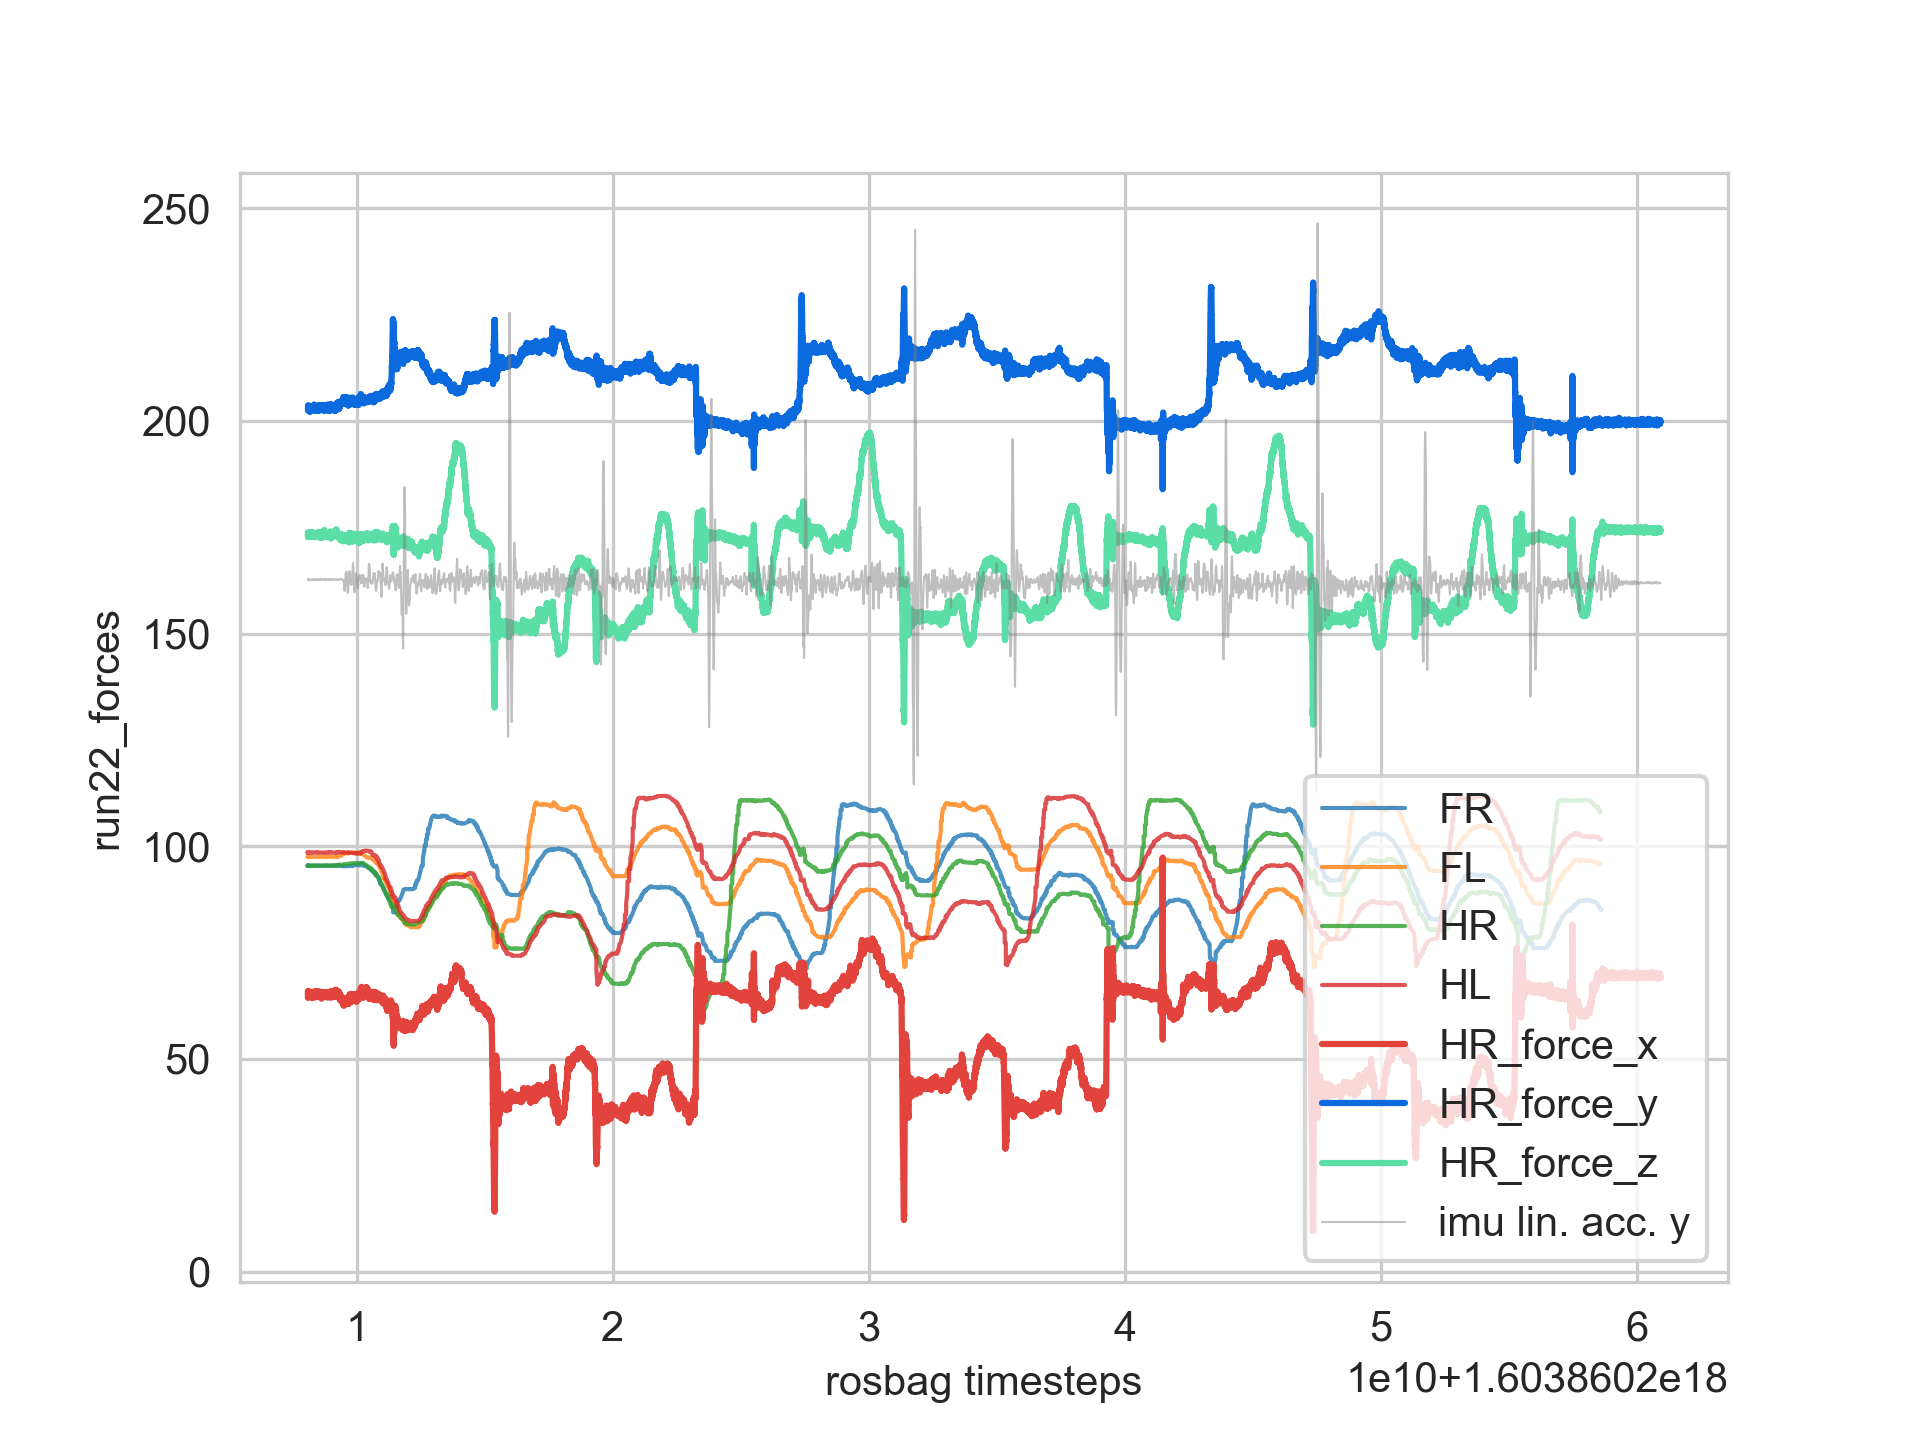 250
200
150
100
50
0
run22_forces
1 2 3 4 5 6
rosbag timesteps
1e10+1.6038602e18
FR
FL
HR
HL
HR_force_x
HR_force_y
HR_force_z
imu lin. acc. y